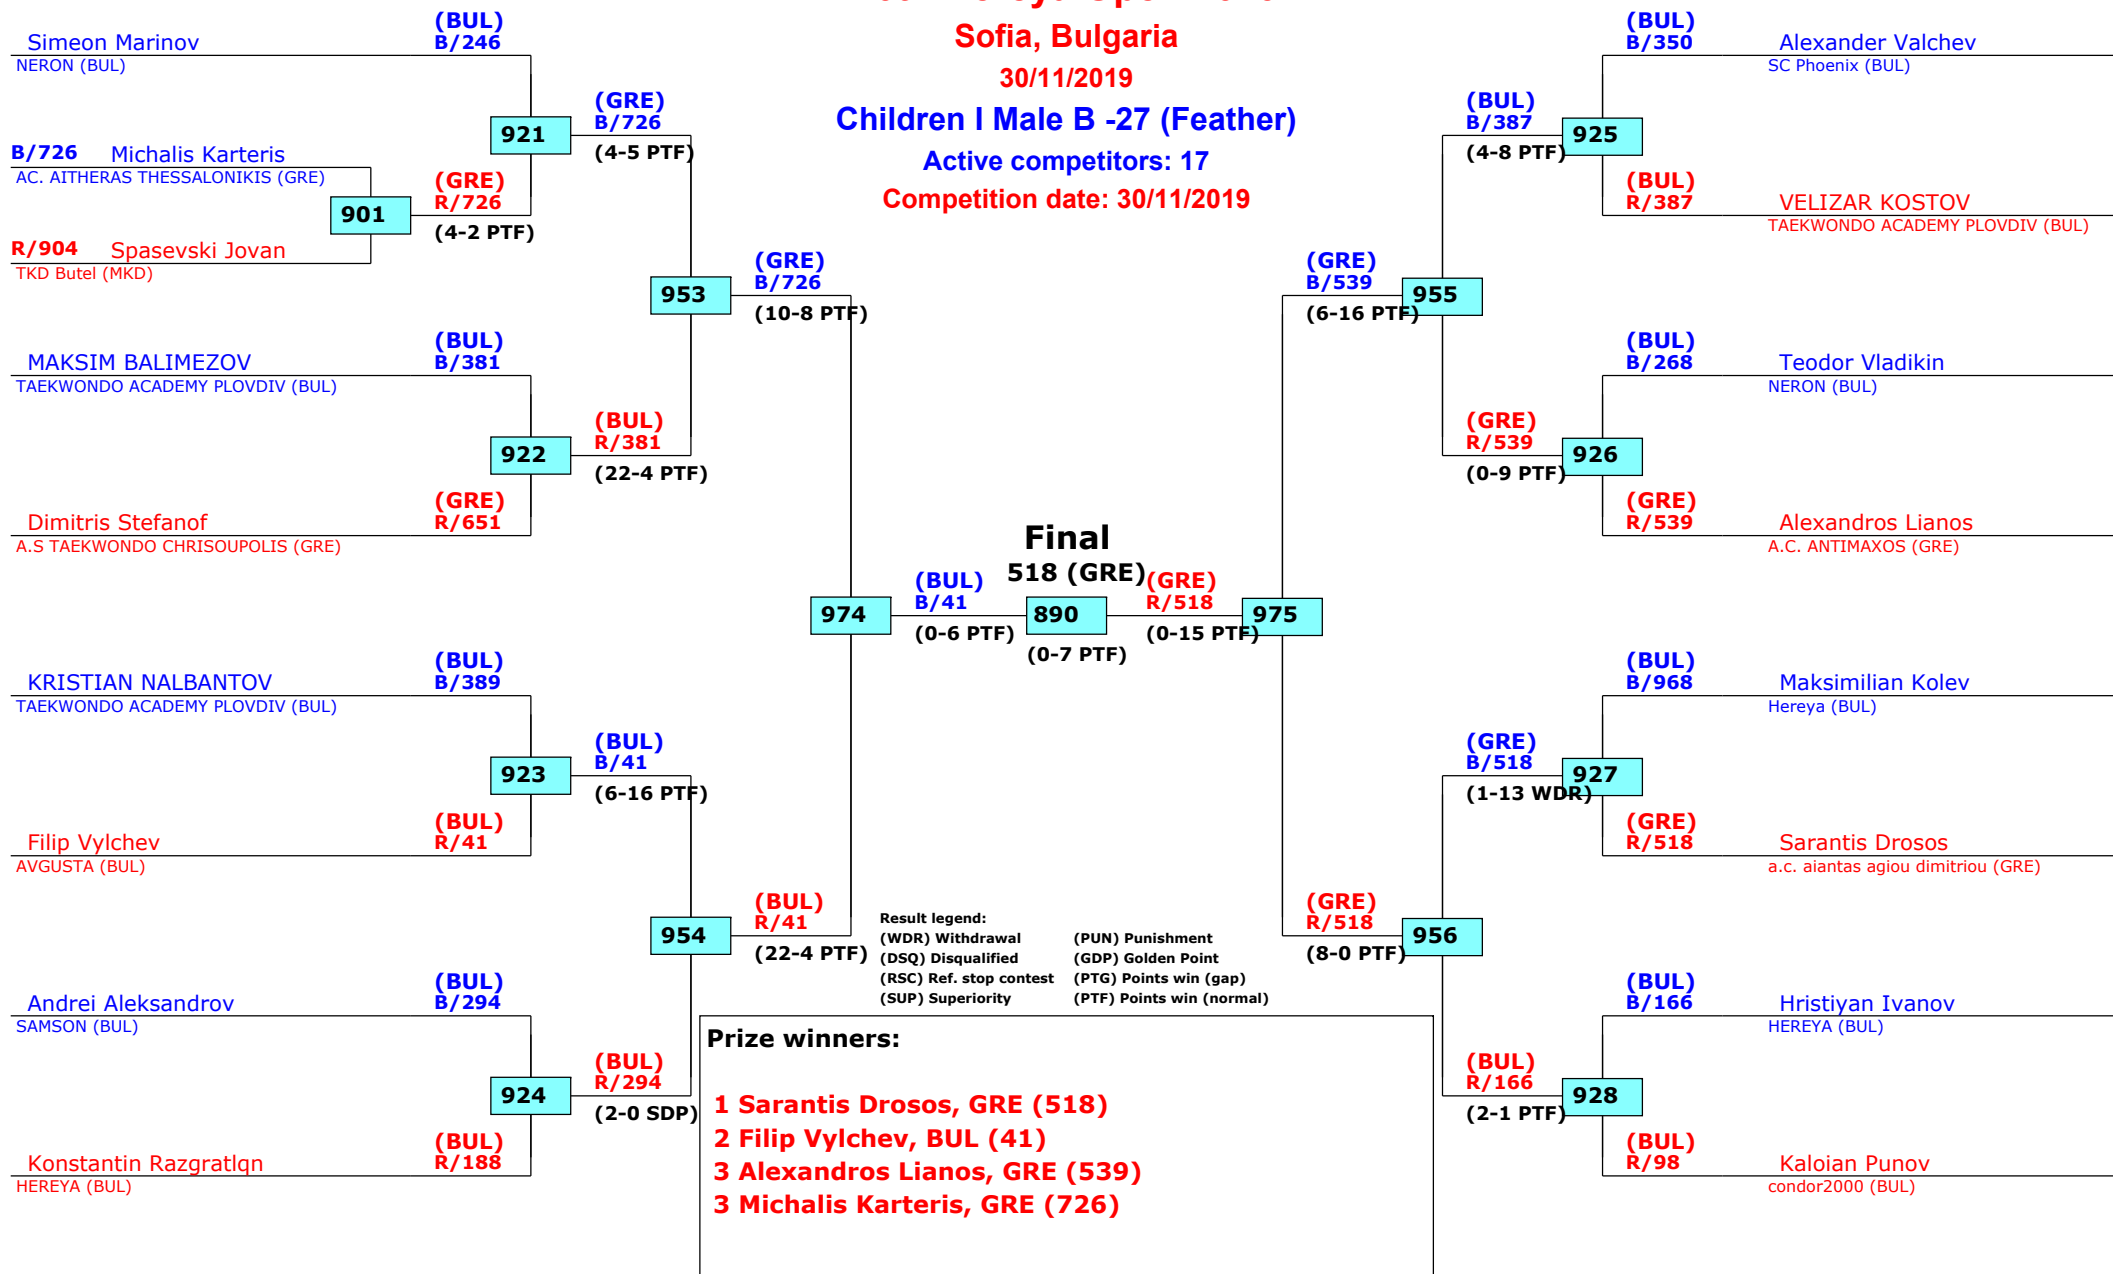 Sofia, Bulgaria
30/11/2019
Children I Male B -27 (Feather)
Active competitors: 17
Competition date: 30/11/2019
Simeon Marinov
NERON (BUL)
(BUL)
B/246
B/726 Michalis Karteris
AC. AITHERAS THESSALONIKIS (GRE)
R/904 Spasevski Jovan
TKD Butel (MKD)
901
(GRE)
R/726
(4-2 PTF)
921
(GRE)
B/726
(4-5 PTF)
MAKSIM BALIMEZOV
TAEKWONDO ACADEMY PLOVDIV (BUL)
(BUL)
B/381
Dimitris Stefanof
A.S TAEKWONDO CHRISOUPOLIS (GRE)
(GRE)
R/651
922
(BUL)
R/381
(22-4 PTF)
953
(GRE)
B/726
(10-8 PTF)
KRISTIAN NALBANTOV
TAEKWONDO ACADEMY PLOVDIV (BUL)
(BUL)
B/389
Filip Vylchev
AVGUSTA (BUL)
(BUL)
R/41
923
(BUL)
B/41
(6-16 PTF)
Andrei Aleksandrov
SAMSON (BUL)
(BUL)
B/294
Konstantin Razgratlqn
HEREYA (BUL)
(BUL)
R/188
924
(BUL)
R/294
(2-0 SDP)
954
(BUL)
R/41
(22-4 PTF)
974
(BUL)
B/41
(0-6 PTF)
Final
518 (GRE)
890
(0-7 PTF)
(GRE)
R/518
(0-15 PTF)
975
(GRE)
B/539
(6-16 PTF)
955
(BUL)
B/387
(4-8 PTF)
925
(BUL)
B/350
Alexander Valchev
SC Phoenix (BUL)
(BUL)
R/387
VELIZAR KOSTOV
TAEKWONDO ACADEMY PLOVDIV (BUL)
(GRE)
R/539
(0-9 PTF)
926
(BUL)
B/268
Teodor Vladikin
NERON (BUL)
(GRE)
R/539
Alexandros Lianos
A.C. ANTIMAXOS (GRE)
(GRE)
R/518
(8-0 PTF)
956
(GRE)
B/518
(1-13 WDR)
927
(BUL)
B/968
Maksimilian Kolev
Hereya (BUL)
(GRE)
R/518
Sarantis Drosos
a.c. aiantas agiou dimitriou (GRE)
(BUL)
R/166
(2-1 PTF)
928
(BUL)
B/166
Hristiyan Ivanov
HEREYA (BUL)
(BUL)
R/98
Kaloian Punov
condor2000 (BUL)
Result legend:
(WDR) Withdrawal (PUN) Punishment
(DSQ) Disqualified (GDP) Golden Point
(RSC) Ref. stop contest (PTG) Points win (gap)
(SUP) Superiority (PTF) Points win (normal)
Prize winners:
1 Sarantis Drosos, GRE (518)
2 Filip Vylchev, BUL (41)
3 Alexandros Lianos, GRE (539)
3 Michalis Karteris, GRE (726)